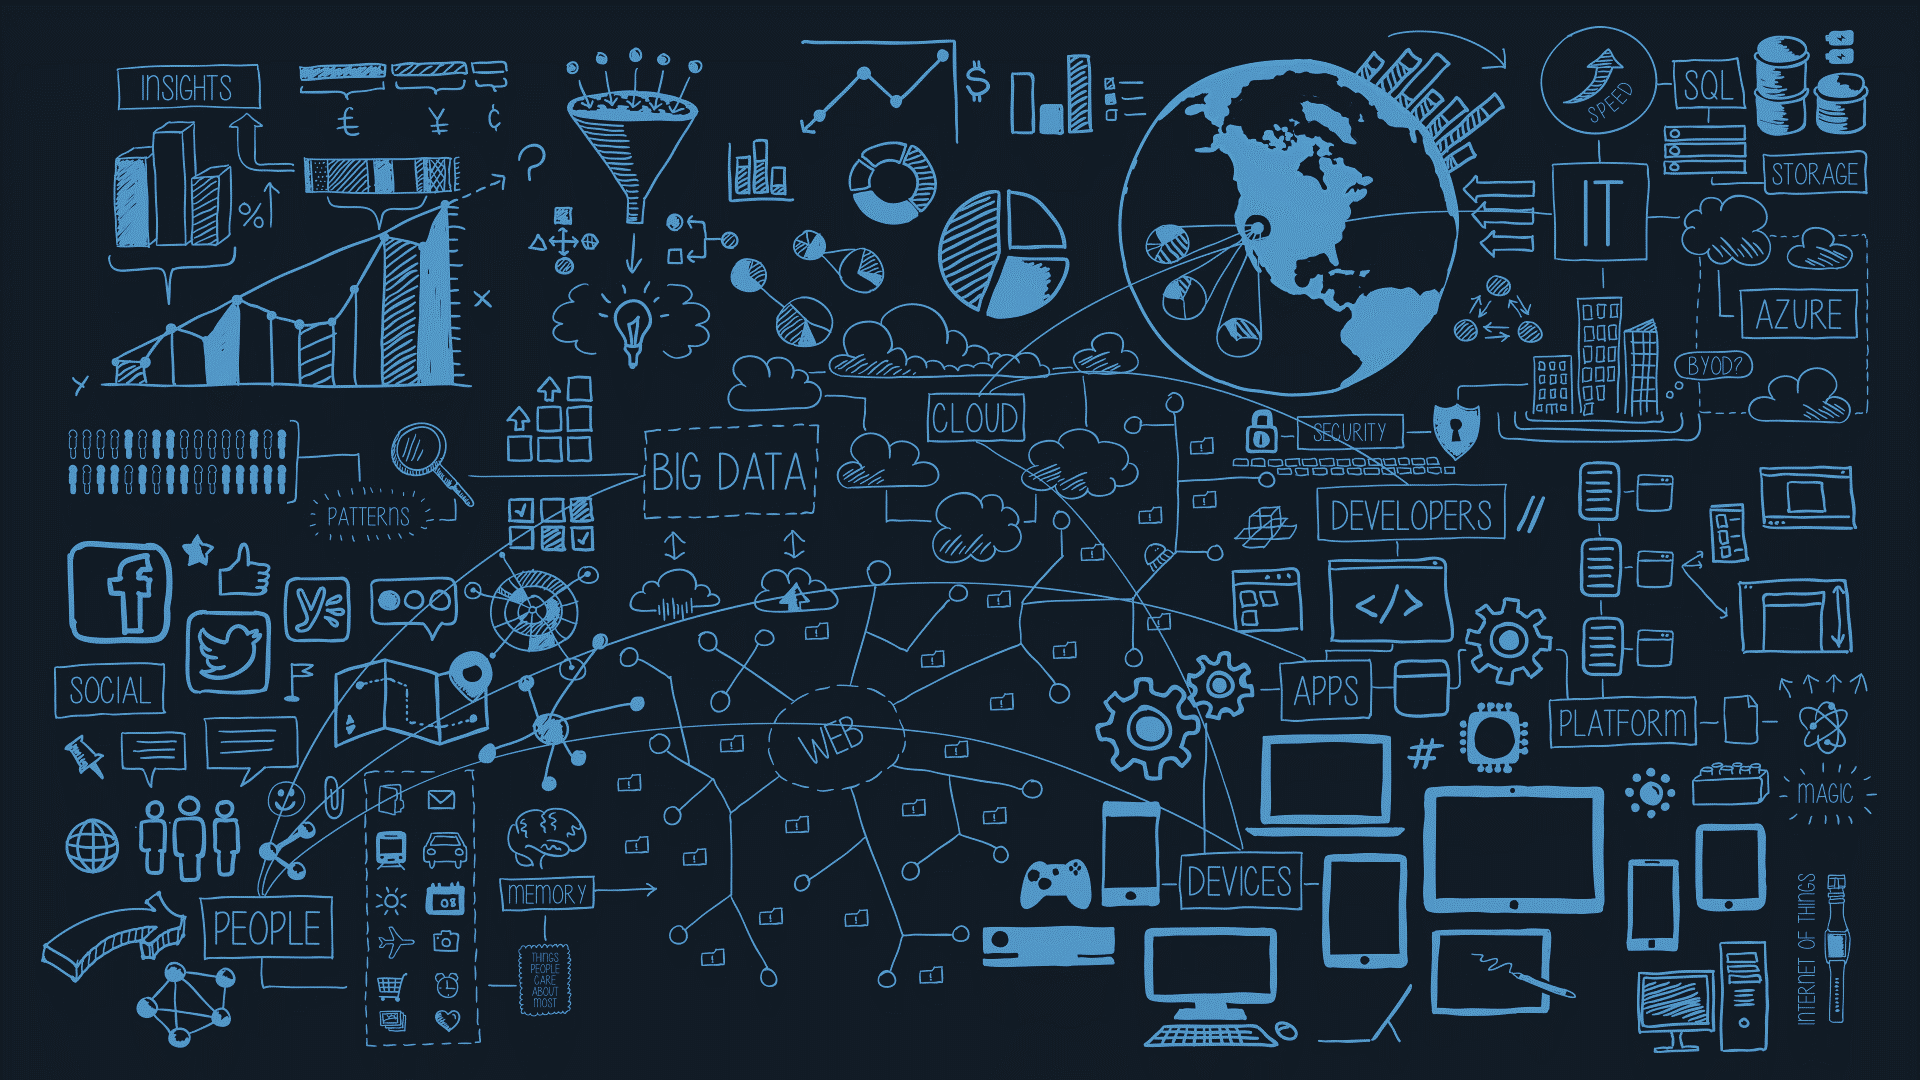 INSIGHTS
€
¥
¢
%
?
$
X
Y
SPEED
SQL
STORAGE
IT
AZURE
BYOD?
CLOUD
SECURITY
BIG DATA
PATTERNS
DEVELOPERS
//
</>
f
y
SOCIAL
WEB
APPS
PLATFORM
#
MAGIC
PEOPLE
08
MEMORY
THINGS
PEOPLE
CARE
ABOUT
MOST
DEVICES
INTERNET OF THINGS